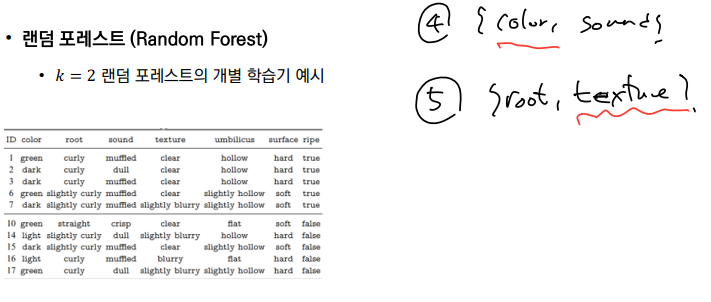 • 랜덤 포레스트 (Random Forest)
• k = 2 랜덤 포레스트의 개별 학습기 예시
ID color root sound texture umbilicus surface ripe
1 green curly muffled clear hollow hard true
2 dark curly dull clear hollow hard true
3 dark curly muffled clear hollow hard true
6 green slightly curly muffled clear slightly hollow soft true
7 dark slightly curly muffled slightly blurry slightly hollow soft true
10 green straight crisp clear flat soft false
14 light slightly curly dull slightly blurry hollow hard false
15 dark slightly curly muffled clear slightly hollow soft false
16 light curly muffled blurry flat hard false
17 green curly dull slightly blurry slightly hollow hard false
④ {color, sound}
⑤ {root, texture}